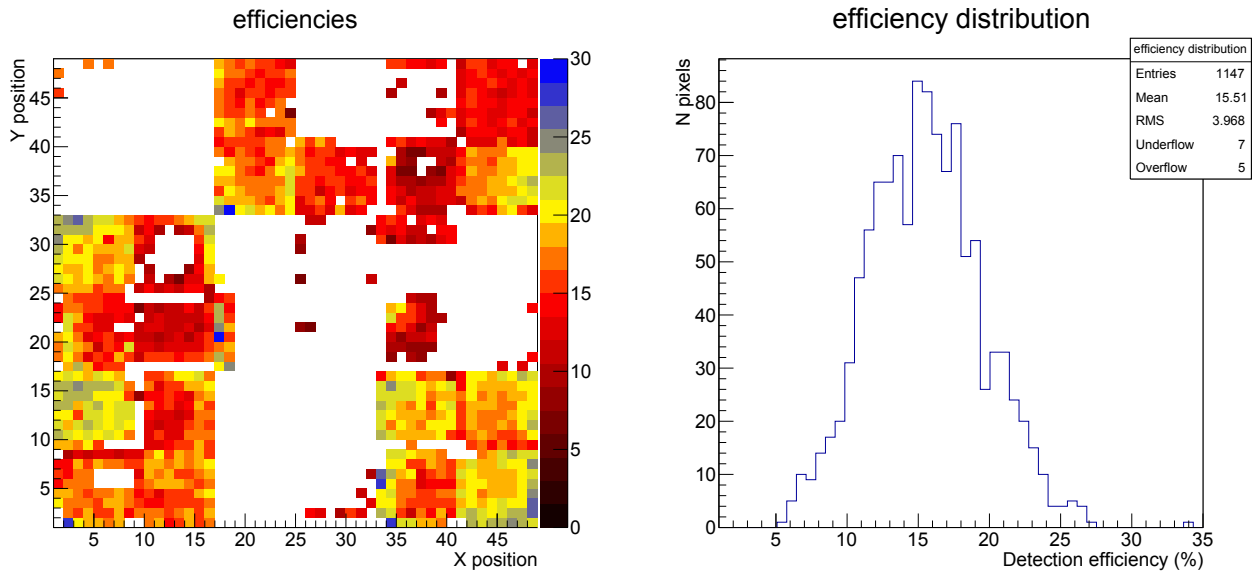 efficiencies
Y position
45
40
35
30
25
20
15
10
5
5 10 15 20 25 30 35 40 45
X position
30
25
20
15
10
5
0
efficiency distribution
N pixels
80
70
60
50
40
30
20
10
0
5 10 15 20 25 30 35
Detection efficiency (%)
efficiency distribution
Entries 1147
Mean 15.51
RMS 3.968
Underflow 7
Overflow 5